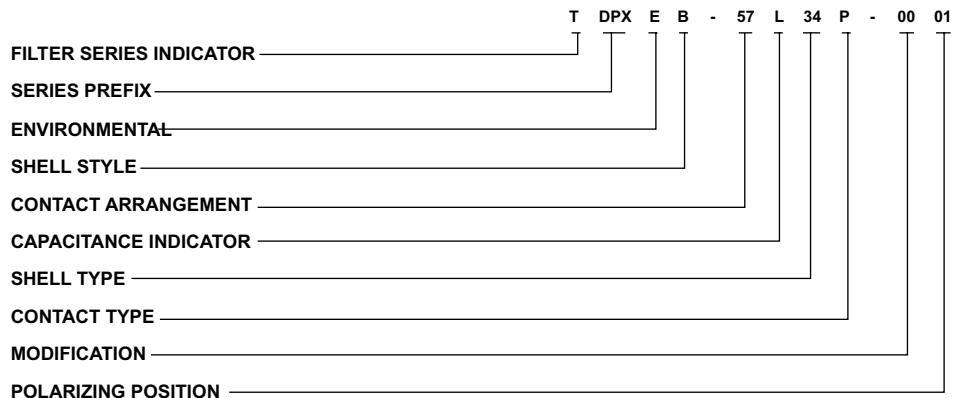 T DPX E B - 57 L 34 P - 00 01
FILTER SERIES INDICATOR
SERIES PREFIX
ENVIRONMENTAL
SHELL STYLE
CONTACT ARRANGEMENT
CAPACITANCE INDICATOR
SHELL TYPE
CONTACT TYPE
MODIFICATION
POLARIZING POSITION